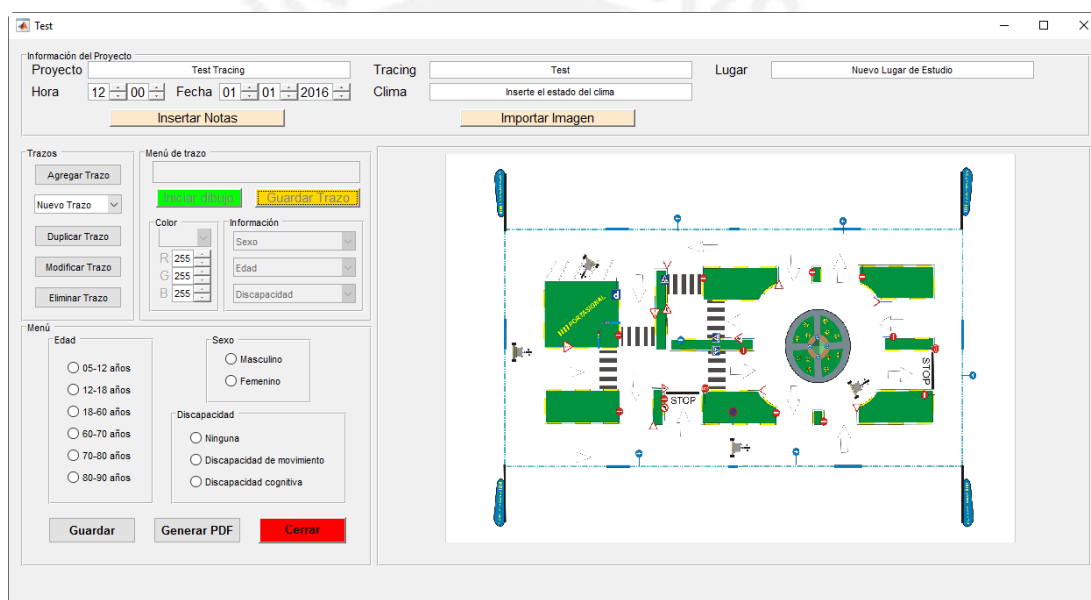 Test
Información del Proyecto
Proyecto Test Tracing Tracing Test Lugar Nuevo Lugar de Estudio
Hora 12 00 Fecha 01 01 2016 Clima Inserte el estado del clima
Insertar Notas Importar Imagen
Trazos
Agregar Trazo
Nuevo Trazo
Duplicar Trazo
Modificar Trazo
Eliminar Trazo
Menú de trazo
Iniciar dibujo Guardar Trazo
Color
R 255
G 255
B 255
Información
Sexo
Edad
Discapacidad
Menú
Edad
05-12 años
12-18 años
18-60 años
60-70 años
70-80 años
80-90 años
Sexo
Masculino
Femenino
Discapacidad
Ninguna
Discapacidad de movimiento
Discapacidad cognitiva
Guardar Generar PDF Cerrar
PORTASIGNAL
P
STOP
STOP